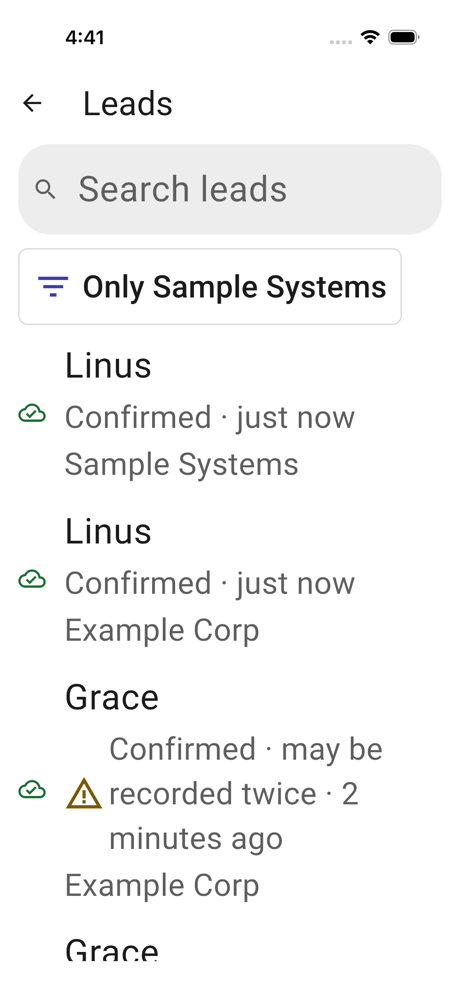 4:41
Leads
Search leads
Only Sample Systems
Linus
Confirmed · just now
Sample Systems
Linus
Confirmed · just now
Example Corp
Grace
Confirmed · may be
recorded twice · 2
minutes ago
Example Corp
Grace